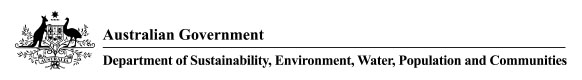 Australian Government
Department of Sustainability, Environment, Water, Population and Communities